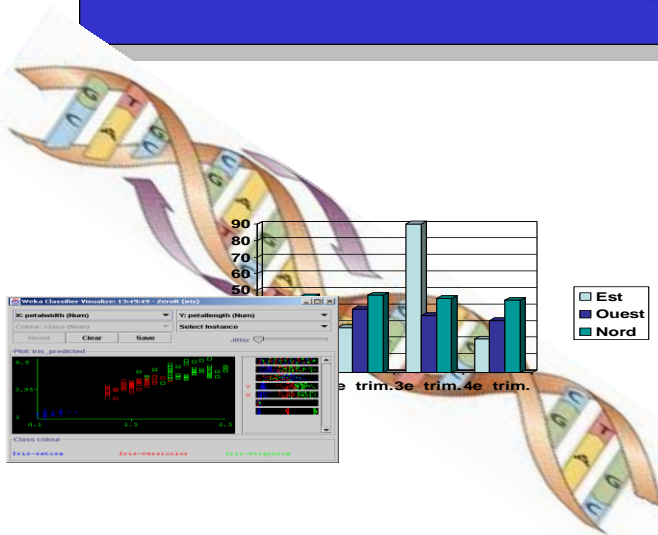 G
T
C
A
G
C
C
A
G
T
90
80
70
60
50
Weka Classifier Visualize: 13:49:49 - ZeroR (iris)
X: petalwidth (Num)
Y: petallength (Num)
Colour: class (Nom)
Select Instance
Reset
Clear
Save
Jitter
Plot: iris_predicted
6.9
3.95
1
0.1
1.3
2.5
Y
X
Class colour
Iris-setosa
Iris-versicolor
Iris-virginica
e trim. 3e trim. 4e trim.
Est
Ouest
Nord
G
C
A
T
G
C